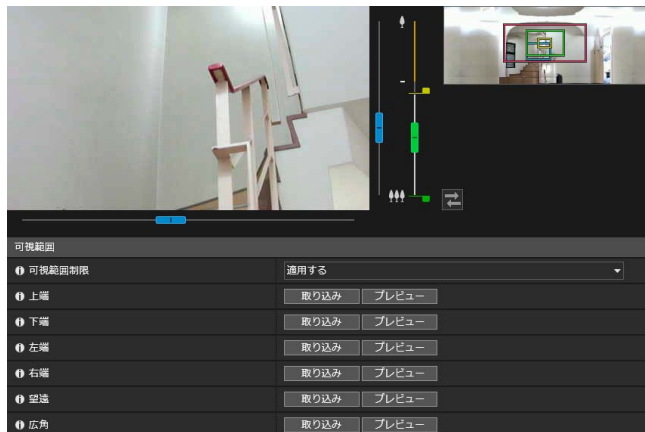 可視範囲
可視範囲制限 適用する
上端 取り込み プレビュー
下端 取り込み プレビュー
左端 取り込み プレビュー
右端 取り込み プレビュー
望遠 取り込み プレビュー
広角 取り込み プレビュー